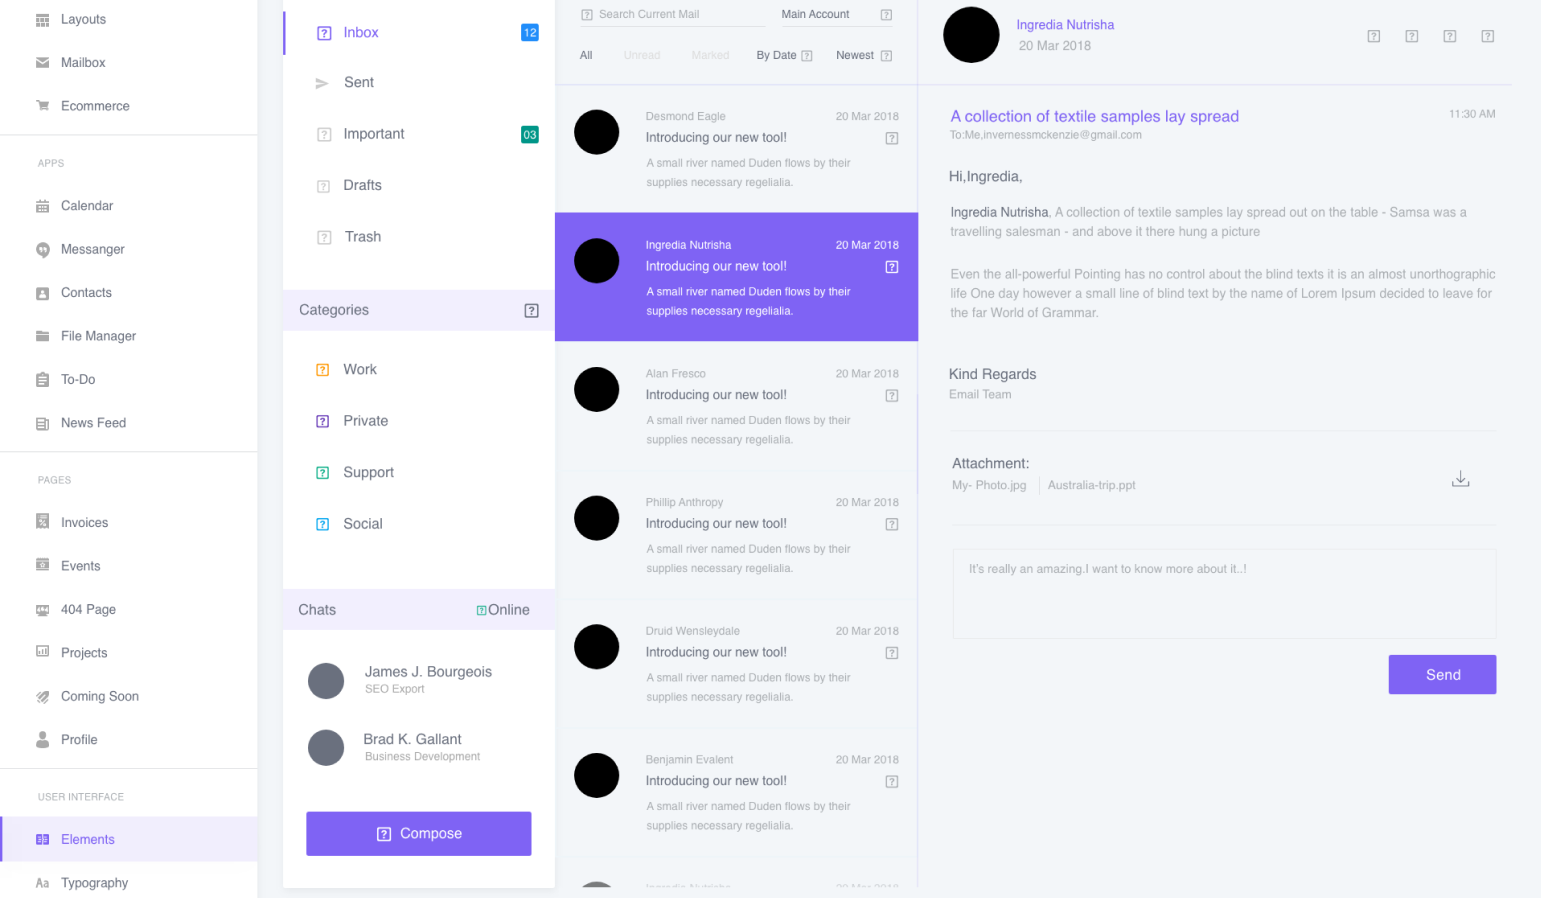 Layouts
Mailbox
Ecommerce
APPS
Calendar
Messanger
Contacts
File Manager
To-Do
News Feed
PAGES
Invoices
Events
404 Page
Projects
Coming Soon
Profile
USER INTERFACE
Elements
Aa Typography
Inbox 12
Sent
Important 03
Drafts
Trash
Categories
Work
Private
Support
Social
Chats Online
James J. Bourgeois
SEO Export
Brad K. Gallant
Business Development
Compose
Search Current Mail Main Account
All Unread Marked By Date Newest
Desmond Eagle 20 Mar 2018
Introducing our new tool!
A small river named Duden flows by their
supplies necessary regelialia.
Ingredia Nutrisha 20 Mar 2018
Introducing our new tool!
A small river named Duden flows by their
supplies necessary regelialia.
Alan Fresco 20 Mar 2018
Introducing our new tool!
A small river named Duden flows by their
supplies necessary regelialia.
Phillip Anthropy 20 Mar 2018
Introducing our new tool!
A small river named Duden flows by their
supplies necessary regelialia.
Druid Wensleydale 20 Mar 2018
Introducing our new tool!
A small river named Duden flows by their
supplies necessary regelialia.
Benjamin Evalent 20 Mar 2018
Introducing our new tool!
A small river named Duden flows by their
supplies necessary regelialia.
Ingredia Nutrisha 20 Mar 2018
Ingredia Nutrisha
20 Mar 2018
A collection of textile samples lay spread 11:30 AM
To:Me,invernessmckenzie@gmail.com
Hi,Ingredia,
Ingredia Nutrisha, A collection of textile samples lay spread out on the table - Samsa was a
travelling salesman - and above it there hung a picture
Even the all-powerful Pointing has no control about the blind texts it is an almost unorthographic
life One day however a small line of blind text by the name of Lorem Ipsum decided to leave for
the far World of Grammar.
Kind Regards
Email Team
Attachment:
My- Photo.jpg Australia-trip.ppt
It's really an amazing.I want to know more about it..!
Send